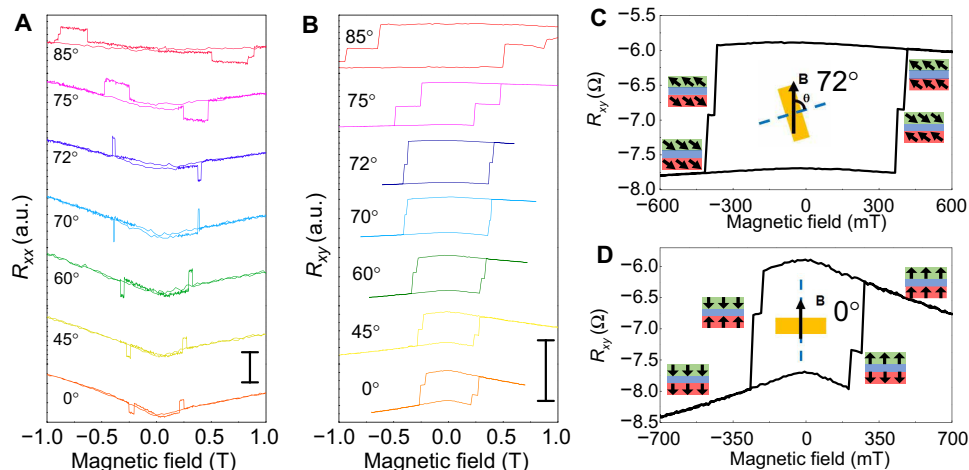 A
R_xx (a.u.)
85°
75°
72°
70°
60°
45°
0°
−1.0 −0.5 0.0 0.5 1.0
Magnetic field (T)
B
R_xy (a.u.)
85°
75°
72°
70°
60°
45°
0°
−1.0 −0.5 0.0 0.5 1.0
Magnetic field (T)
C
R_xy (Ω)
−5.5
−6.0
−6.5
−7.0
−7.5
−8.0
B
72°
θ
−600 −300 0 300 600
Magnetic field (mT)
D
R_xy (Ω)
−6.0
−6.5
−7.0
−7.5
−8.0
−8.5
B
0°
−700 −350 0 350 700
Magnetic field (mT)